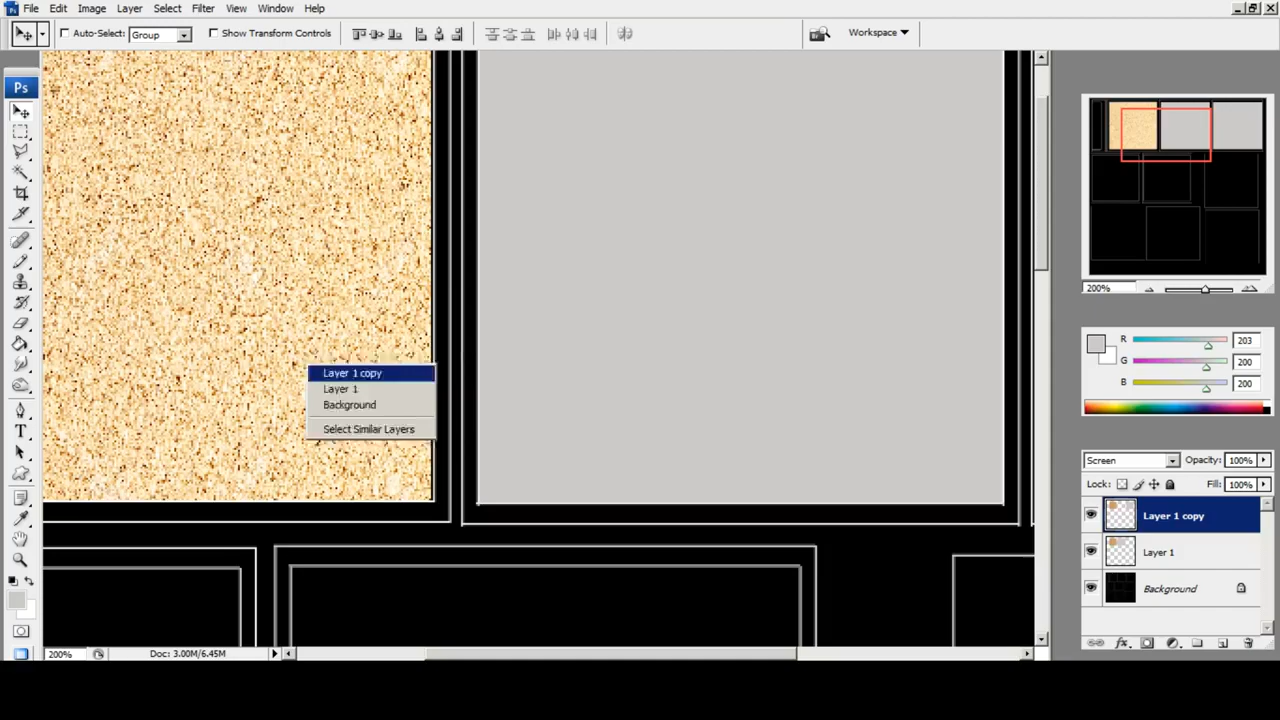 File Edit Image Layer Select Filter View Window Help
Auto-Select: Group Show Transform Controls Workspace
Ps
200%
R 203
G 200
B 200
Layer 1 copy
Layer 1
Background
Select Similar Layers
Screen Opacity: 100%
Lock: Fill: 100%
Layer 1 copy
Layer 1
Background
T
200% Doc: 3.00M/6.45M